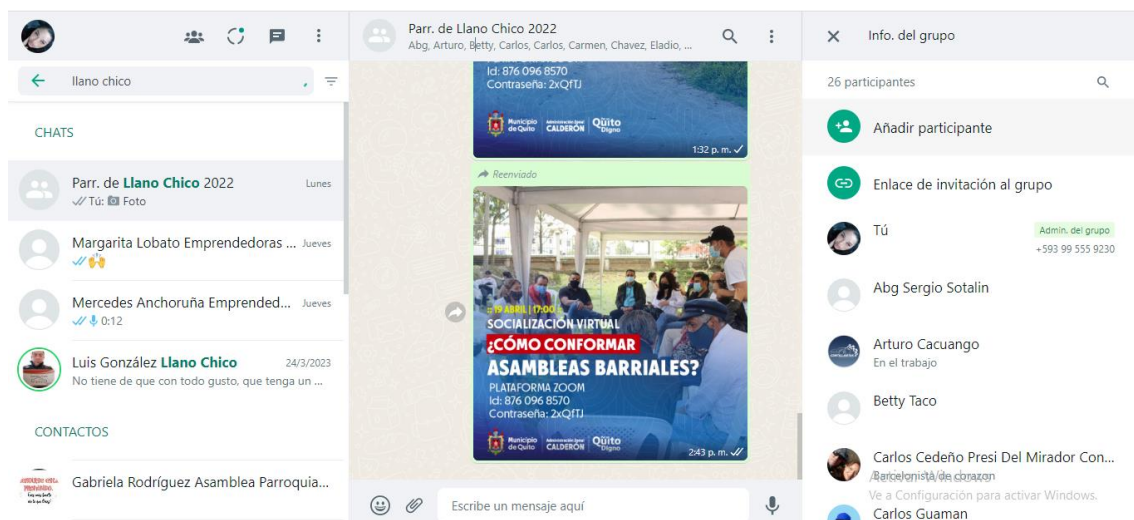 llano chico
CHATS
Parr. de Llano Chico 2022
Lunes
Tú: Foto
Margarita Lobato Emprendedoras ...
Jueves
Mercedes Anchoruña Emprended...
Jueves
0:12
Luis González Llano Chico
24/3/2023
No tiene de que con todo gusto, que tenga un ...
CONTACTOS
Gabriela Rodríguez Asamblea Parroquia...
Parr. de Llano Chico 2022
Abg, Arturo, Betty, Carlos, Carlos, Carmen, Chavez, Eladio, ...
Id: 876 096 8570
Contraseña: 2xQfTJ
Municipio de Quito
CALDERÓN
Quito Digno
1:32 p. m.
Reenviado
19 ABRIL | 17:00
SOCIALIZACIÓN VIRTUAL
¿CÓMO CONFORMAR
ASAMBLEAS BARRIALES?
PLATAFORMA ZOOM
Id: 876 096 8570
Contraseña: 2xQfTJ
Municipio de Quito
CALDERÓN
Quito Digno
2:43 p. m.
Escribe un mensaje aquí
Info. del grupo
26 participantes
Añadir participante
Enlace de invitación al grupo
Tú
Admin. del grupo
+593 99 555 9230
Abg Sergio Sotalin
Arturo Cacuango
En el trabajo
Betty Taco
Carlos Cedeño Presi Del Mirador Con...
Barcelonista de corazon
Activar Windows
Ve a Configuración para activar Windows.
Carlos Guaman